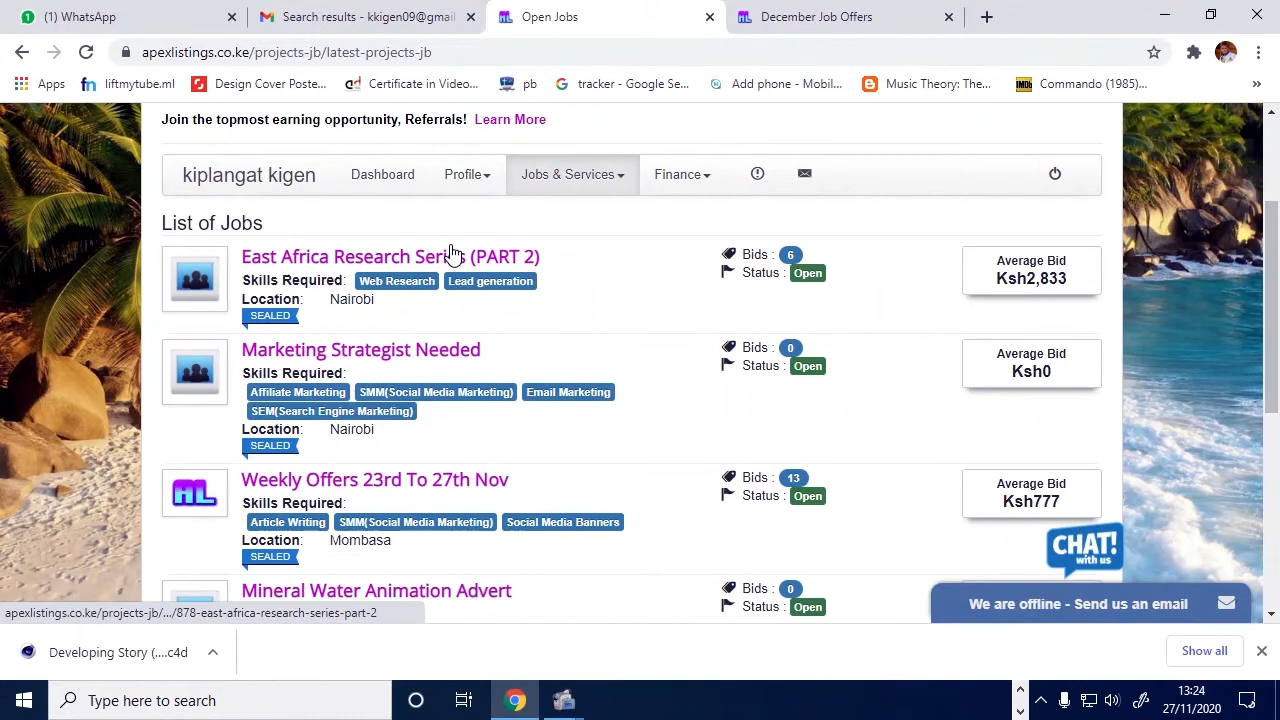 (1) WhatsApp
Search results - kkigen09@gmail
Open Jobs
December Job Offers
apexlistings.co.ke/projects-jb/latest-projects-jb
Apps
fn liftmytube.ml
Design Cover Poste...
Certificate in Video...
pb
tracker - Google Se...
Add phone - Mobil...
Music Theory: The...
IMDb Commando (1985)...
»
Join the topmost earning opportunity, Referrals! Learn More
kiplangat kigen Dashboard Profile Jobs & Services Finance
List of Jobs
East Africa Research Series (PART 2)
Skills Required: Web Research Lead generation
Location: Nairobi
SEALED
Bids : 6
Status : Open
Average Bid
Ksh2,833
Marketing Strategist Needed
Skills Required:
Affiliate Marketing SMM(Social Media Marketing) Email Marketing
SEM(Search Engine Marketing)
Location: Nairobi
SEALED
Bids : 0
Status : Open
Average Bid
Ksh0
AL
Weekly Offers 23rd To 27th Nov
Skills Required:
Article Writing SMM(Social Media Marketing) Social Media Banners
Location: Mombasa
SEALED
Bids : 13
Status : Open
Average Bid
Ksh777
Mineral Water Animation Advert
Bids : 0
Status : Open
CHAT!
with us
We are offline - Send us an email
apexlistings.co.ke/projects-jb/.../878-east-africa-research-series-part-2
Developing Story (....c4d
Show all
Type here to search
13:24
27/11/2020